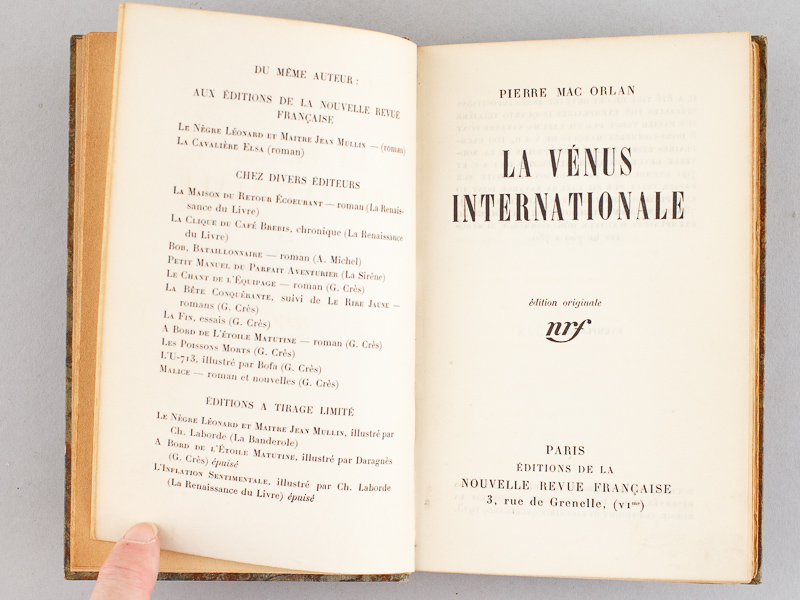 DU MÊME AUTEUR :
AUX ÉDITIONS DE LA NOUVELLE REVUE
FRANÇAISE
LE NÈGRE LÉONARD ET MAITRE JEAN MULLIN — (roman)
LA CAVALIÈRE ELSA (roman)
CHEZ DIVERS ÉDITEURS
LA MAISON DU RETOUR ÉCOEURANT — roman (La Renais-
sance du Livre)
LA CLIQUE DU CAFÉ BREBIS, chronique (La Renaissance
du Livre)
BOB, BATAILLONNAIRE — roman (A. Michel)
PETIT MANUEL DU PARFAIT AVENTURIER (La Sirène)
LE CHANT DE L'ÉQUIPAGE — roman (G. Crès)
LA BÊTE CONQUÉRANTE, suivi de LE RIRE JAUNE —
romans (G. Crès)
LA FIN, essais (G. Crès)
A BORD DE L'ÉTOILE MATUTINE — roman (G. Crès)
LES POISSONS MORTS (G. Crès)
L'U-713, illustré par Bofa (G. Crès)
MALICE — roman et nouvelles (G. Crès)
ÉDITIONS A TIRAGE LIMITÉ
LE NÈGRE LÉONARD ET MAITRE JEAN MULLIN, illustré par
Ch. Laborde (La Banderole)
A BORD DE L'ÉTOILE MATUTINE, illustré par Daragnès
(G. Crès) épuisé
L'INFLATION SENTIMENTALE, illustré par Ch. Laborde
(La Renaissance du Livre) épuisé
PIERRE MAC ORLAN
LA VÉNUS
INTERNATIONALE
édition originale
nrf
PARIS
ÉDITIONS DE LA
NOUVELLE REVUE FRANÇAISE
3, rue de Grenelle, (VIme)